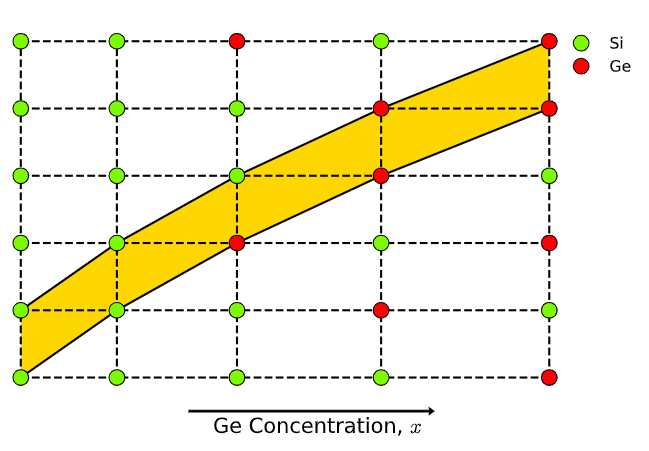 Si
Ge
Ge Concentration, x